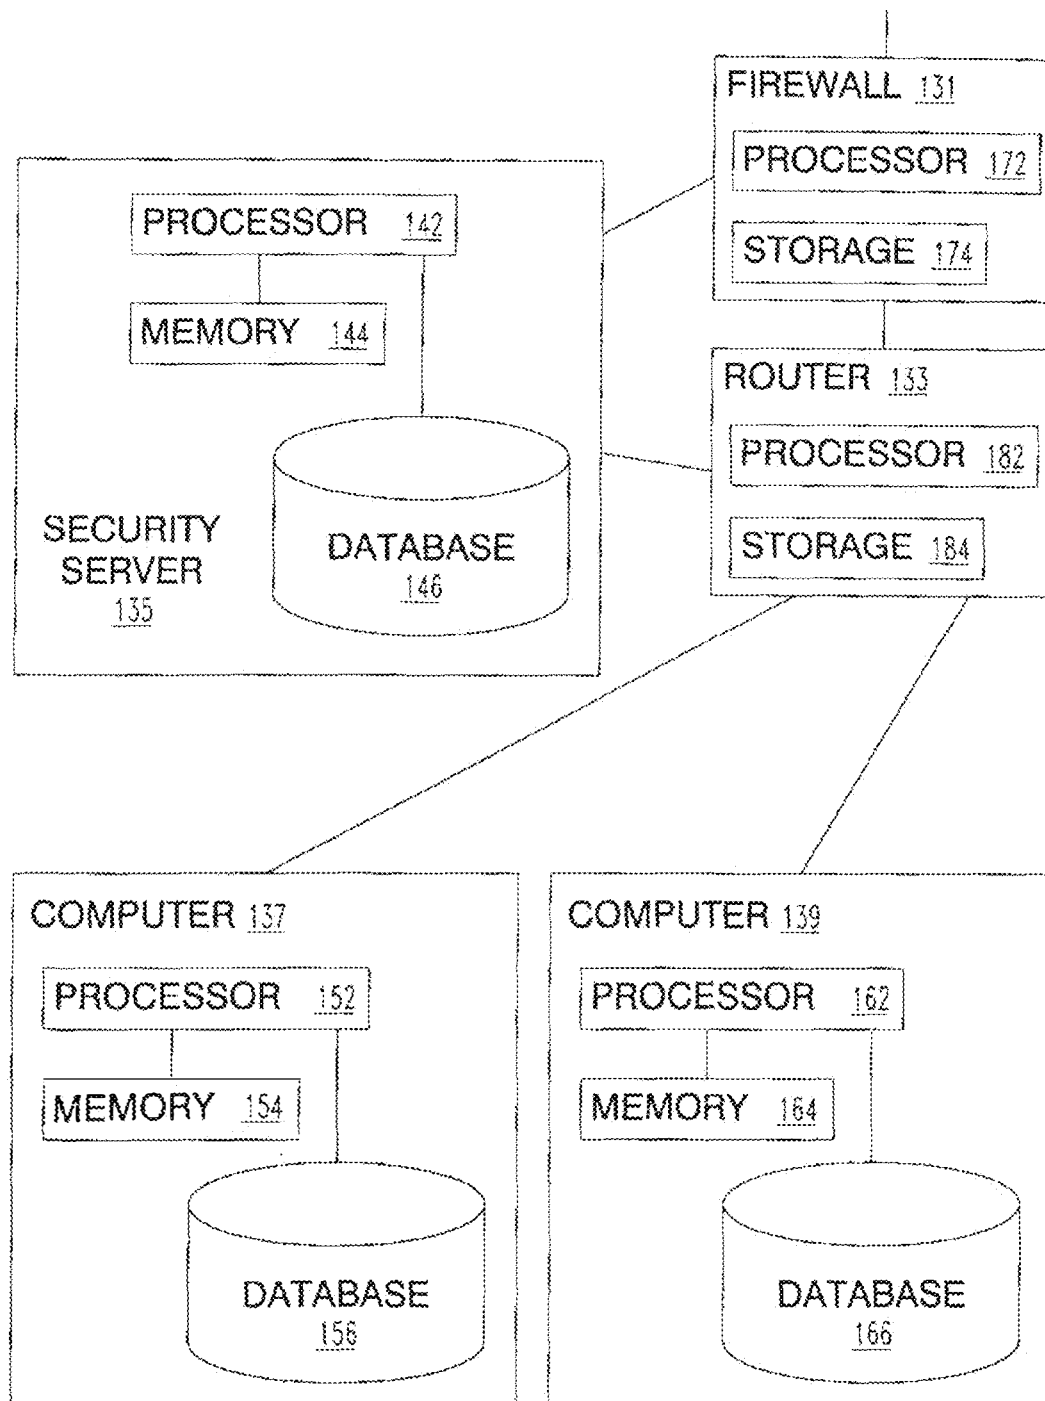 FIREWALL 131
PROCESSOR 172
STORAGE 174
PROCESSOR 142
MEMORY 144
DATABASE
146
SECURITY
SERVER
135
ROUTER 133
PROCESSOR 182
STORAGE 184
COMPUTER 137
PROCESSOR 152
MEMORY 154
DATABASE
156
COMPUTER 139
PROCESSOR 162
MEMORY 164
DATABASE
166